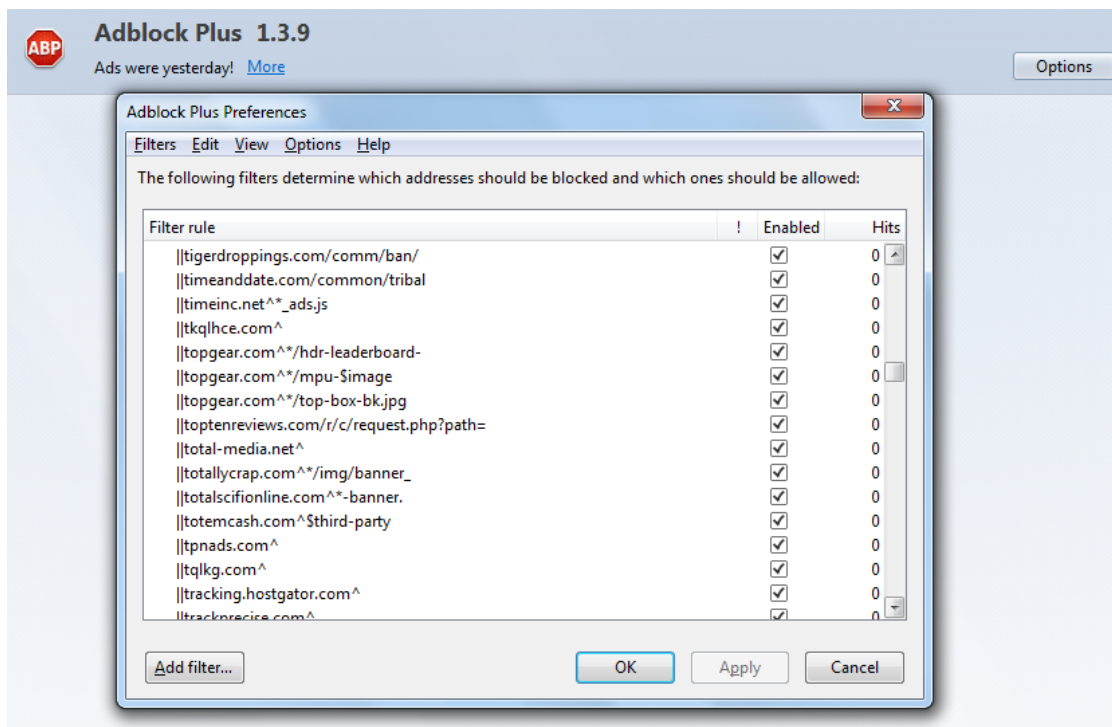 ABP
Adblock Plus 1.3.9
Ads were yesterday! More
Options
Adblock Plus Preferences
Filters Edit View Options Help
The following filters determine which addresses should be blocked and which ones should be allowed:
Filter rule ! Enabled Hits
||tigerdroppings.com/comm/ban/ 0
||timeanddate.com/common/tribal 0
||timeinc.net^*_ads.js 0
||tkqlhce.com^ 0
||topgear.com^*/hdr-leaderboard- 0
||topgear.com^*/mpu-$image 0
||topgear.com^*/top-box-bk.jpg 0
||toptenreviews.com/r/c/request.php?path= 0
||total-media.net^ 0
||totallycrap.com^*/img/banner_ 0
||totalscifionline.com^*-banner. 0
||totemcash.com^$third-party 0
||tpnads.com^ 0
||tqlkg.com^ 0
||tracking.hostgator.com^ 0
||trackprecise.com^ 0
Add filter... OK Apply Cancel